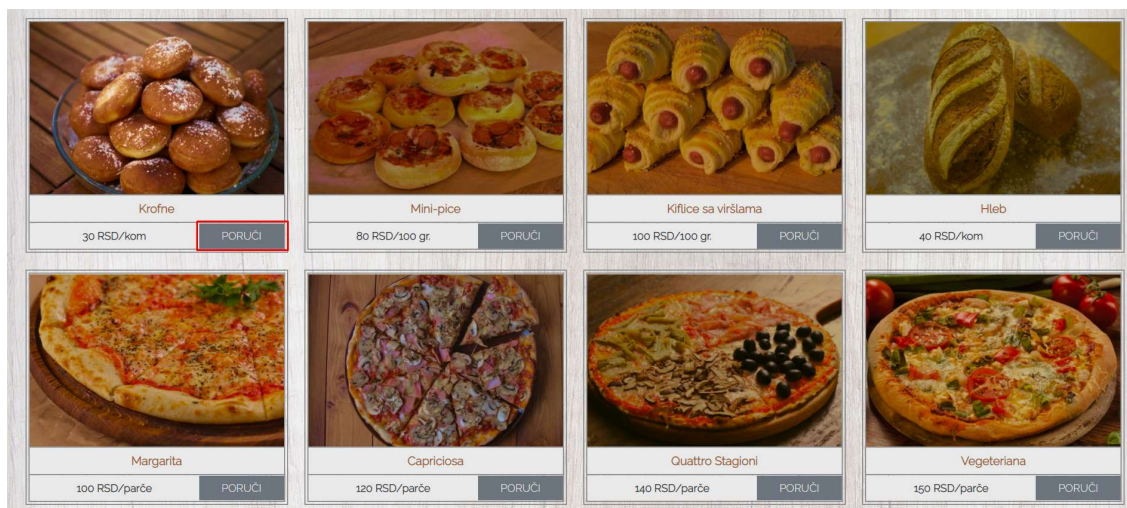 Krofne
30 RSD/kom PORUČI
Mini-pice
80 RSD/100 gr. PORUČI
Kiflice sa viršlama
100 RSD/100 gr. PORUČI
Hleb
40 RSD/kom PORUČI
Margarita
100 RSD/parče PORUČI
Capriciosa
120 RSD/parče PORUČI
Quattro Stagioni
140 RSD/parče PORUČI
Vegeteriana
150 RSD/parče PORUČI